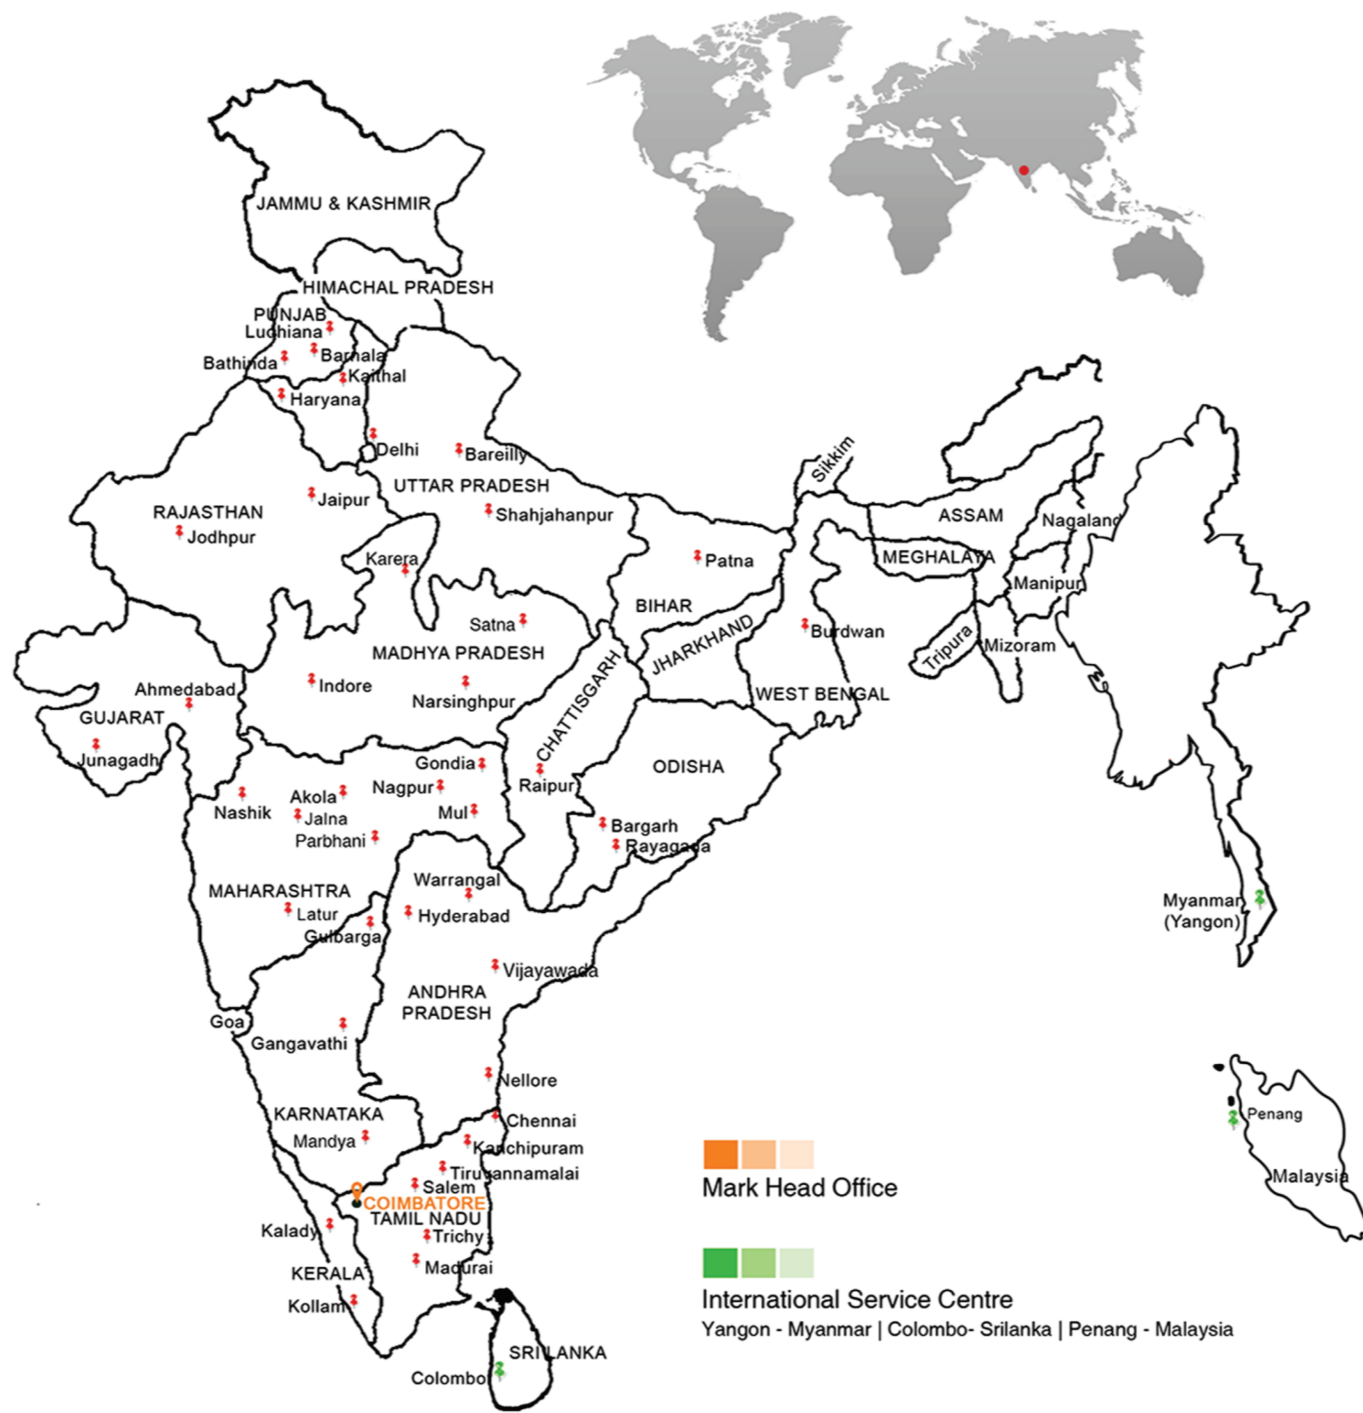 JAMMU & KASHMIR
HIMACHAL PRADESH
PUNJAB
Ludhiana
Barnala
Bathinda
Kaithal
Haryana
Delhi
Bareilly
Sikkim
UTTAR PRADESH
Jaipur
RAJASTHAN
Shahjahanpur
ASSAM
Nagaland
Jodhpur
Karera
Patna
MEGHALAYA
Manipur
BIHAR
Satna
JHARKHAND
Burdwan
Tripura
Mizoram
MADHYA PRADESH
CHATTISGARH
Indore
Ahmedabad
Narsinghpur
WEST BENGAL
GUJARAT
Junagadh
Gondia
ODISHA
Nagpur
Raipur
Akola
Nashik
Jalna
Mul
Bargarh
Parbhani
Rayagada
Warrangal
MAHARASHTRA
Latur
Hyderabad
Myanmar
(Yangon)
Gulbarga
Vijayawada
ANDHRA
PRADESH
Goa
Gangavathi
Nellore
KARNATAKA
Chennai
Penang
Mandya
Kanchipuram
Tiruvannamalai
Malaysia
Salem
Mark Head Office
COIMBATORE
TAMIL NADU
Kalady
Trichy
Madurai
KERALA
Kollam
International Service Centre
Yangon - Myanmar | Colombo- Srilanka | Penang - Malaysia
SRI LANKA
Colombo